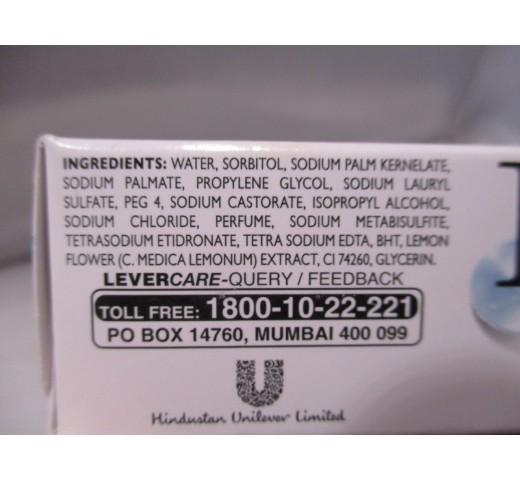 INGREDIENTS: WATER, SORBITOL, SODIUM PALM KERNELATE,
SODIUM PALMATE, PROPYLENE GLYCOL, SODIUM LAURYL
SULFATE, PEG 4, SODIUM CASTORATE, ISOPROPYL ALCOHOL,
SODIUM CHLORIDE, PERFUME, SODIUM METABISULFITE,
TETRASODIUM ETIDRONATE, TETRA SODIUM EDTA, BHT, LEMON
FLOWER (C. MEDICA LEMONUM) EXTRACT, CI 74260, GLYCERIN.
LEVERCARE-QUERY / FEEDBACK
TOLL FREE: 1800-10-22-221
PO BOX 14760, MUMBAI 400 099
Hindustan Unilever Limited